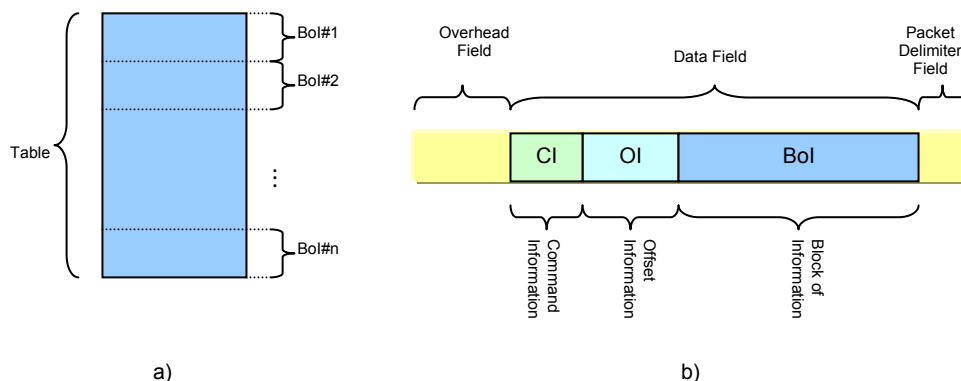 BoI#1
BoI#2
Table
⋮
BoI#n
a)
Overhead
Field
Data Field
Packet
Delimiter
Field
CI
OI
BoI
Command
Information
Offset
Information
Block of
Information
b)